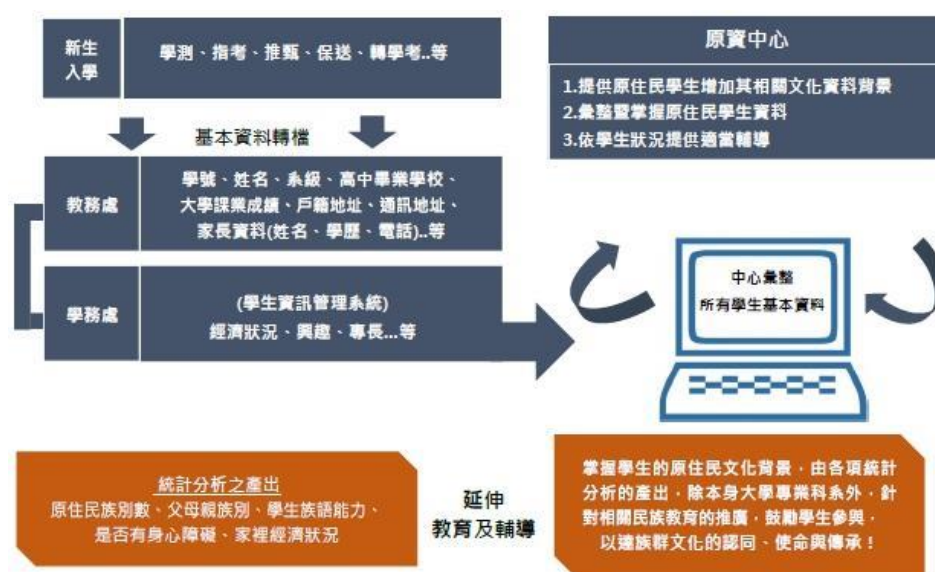 新生
入學
學測、指考、推甄、保送、轉學考..等
基本資料轉檔
教務處
學號、姓名、系級、高中畢業學校、
大學課業成績、戶籍地址、通訊地址、
家長資料(姓名、學歷、電話)..等
學務處
(學生資訊管理系統)
經濟狀況、興趣、專長...等
原資中心
1.提供原住民學生增加其相關文化資料背景
2.彙整暨掌握原住民學生資料
3.依學生狀況提供適當輔導
中心彙整
所有學生基本資料
統計分析之產出
原住民族別數、父母親族別、學生族語能力、
是否有身心障礙、家裡經濟狀況
延伸
教育及輔導
掌握學生的原住民文化背景，由各項統計
分析的產出，除本身大學專業科系外，針
對相關民族教育的推廣，鼓勵學生參與，
以達族群文化的認同、使命與傳承！